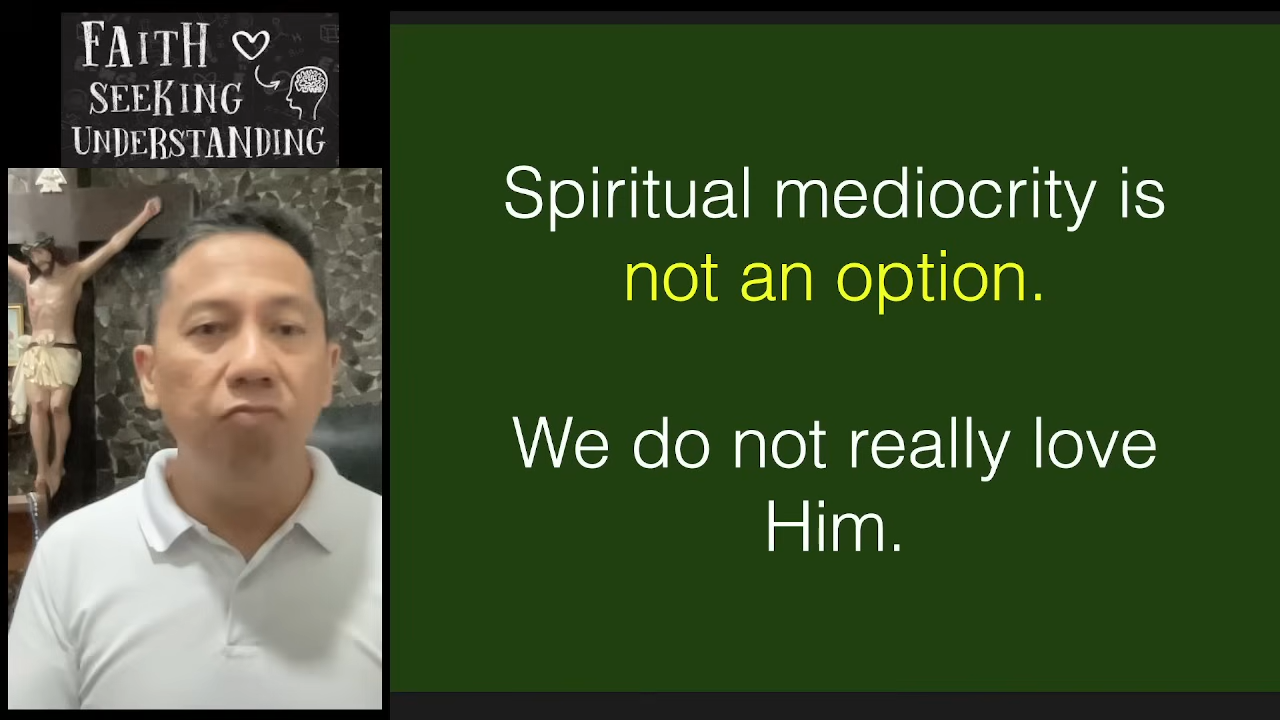 FAITH
SEEKING
UNDERSTANDING
Spiritual mediocrity is
not an option.
We do not really love
Him.